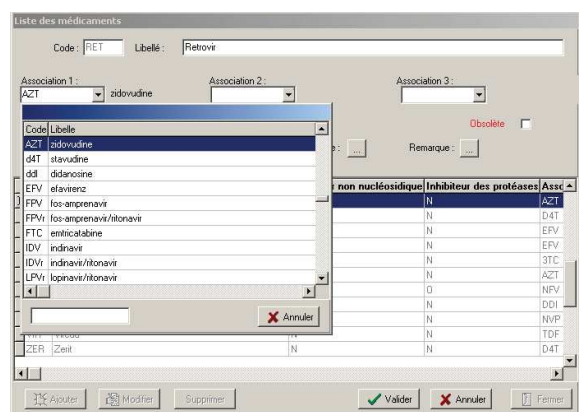 Liste des médicaments
Code : RET Libellé : Retrovir
Association 1 : Association 2 : Association 3 :
AZT zidovudine
Obsolète
e : ... Remarque : ...
Code Libelle
AZT zidovudine
d4T stavudine
ddI didanosine
EFV efavirenz
FPV fos-amprenavir
FPVr fos-amprenavir/ritonavir
FTC emtricatabine
IDV indinavir
IDVr indinavir/ritonavir
LPVr lopinavir/ritonavir
Annuler
r non nucléosidique Inhibiteur des protéases Asso
N AZT
N D4T
N EFV
N EFV
N 3TC
N AZT
O NFV
N DDI
N NVP
N TDF
ZER Zerit N N D4T
Ajouter Modifier Supprimer Valider Annuler Fermer